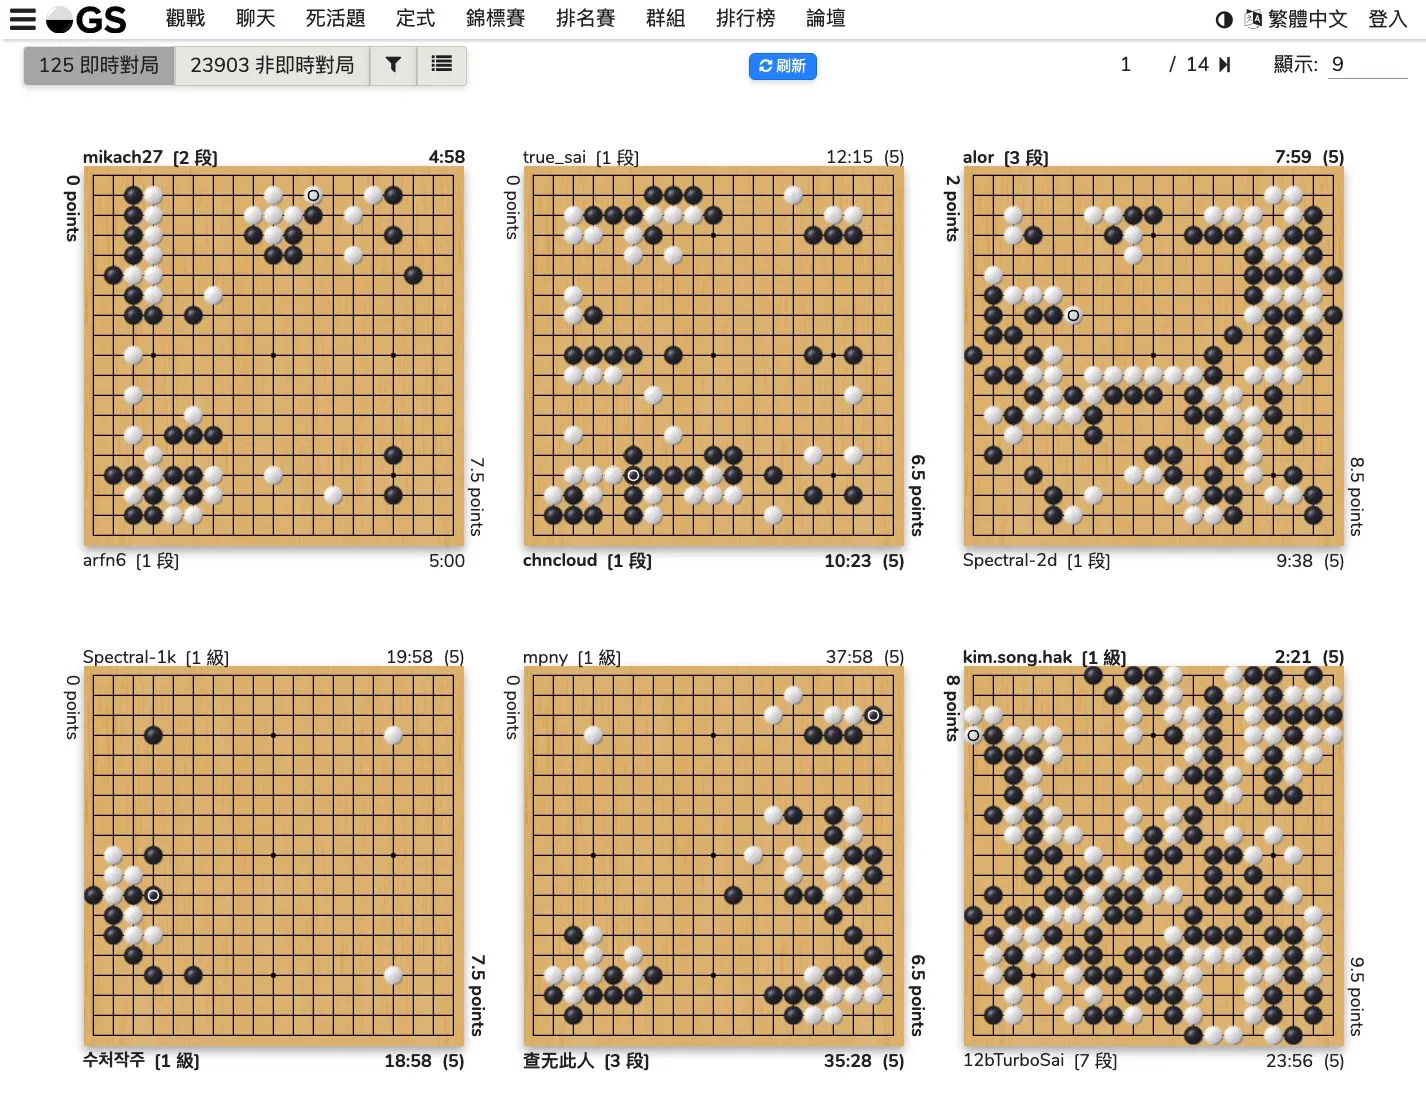 OGS 觀戰 聊天 死活題 定式 錦標賽 排名賽 群組 排行榜 論壇 繁體中文 登入
125 即時對局 23903 非即時對局 刷新 1 / 14 顯示: 9
mikach27 [2 段] 4:58
0 points
7.5 points
arfn6 [1 段] 5:00
true_sai [1 段] 12:15 (5)
0 points
6.5 points
chncloud [1 段] 10:23 (5)
alor [3 段] 7:59 (5)
2 points
8.5 points
Spectral-2d [1 段] 9:38 (5)
Spectral-1k [1 級] 19:58 (5)
0 points
7.5 points
수처작주 [1 級] 18:58 (5)
mpny [1 級] 37:58 (5)
0 points
6.5 points
查无此人 [3 段] 35:28 (5)
kim.song.hak [1 級] 2:21 (5)
8 points
9.5 points
12bTurboSai [7 段] 23:56 (5)